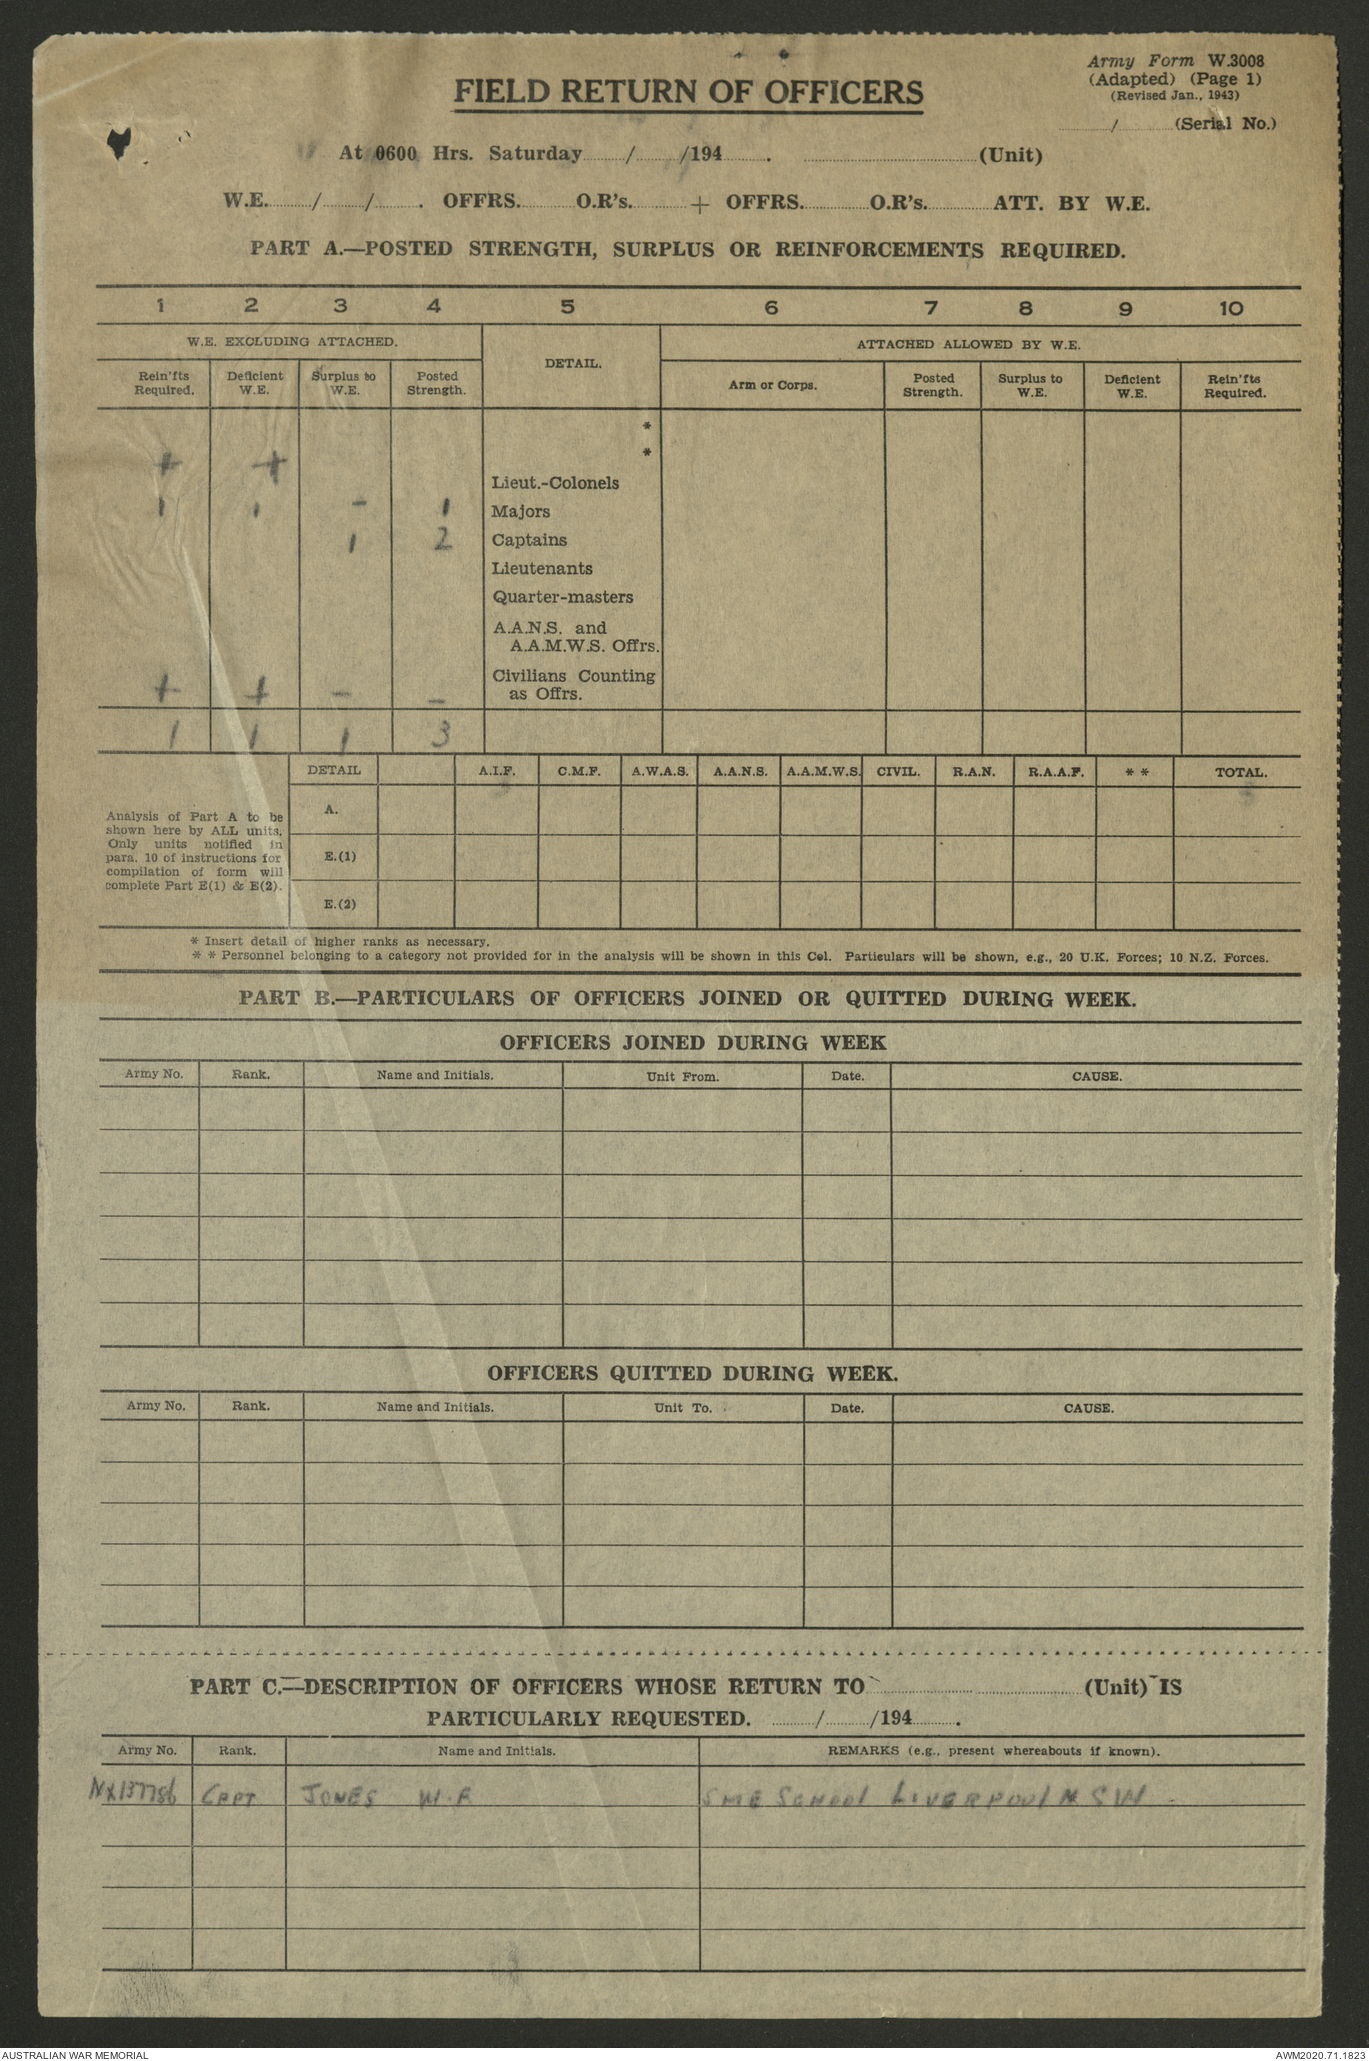 Army Form W.3008
(Adapted) (Page 1)
(Revised Jan., 1943)
FIELD RETURN OF OFFICERS
........../.......... (Serial No.)
At 0600 Hrs. Saturday........../........../194.......... . .................... (Unit)
W.E........../........../.......... . OFFRS........... O.R's........... + OFFRS........... O.R's........... ATT. BY W.E.
PART A.—POSTED STRENGTH, SURPLUS OR REINFORCEMENTS REQUIRED.
1 2 3 4 5 6 7 8 9 10
W.E. EXCLUDING ATTACHED. DETAIL. ATTACHED ALLOWED BY W.E.
Rein'fts Required. Deficient W.E. Surplus to W.E. Posted Strength. Arm or Corps. Posted Strength. Surplus to W.E. Deficient W.E. Rein'fts Required.
*
*
+ +
Lieut.-Colonels
1 1 – 1 Majors
1 2 Captains
Lieutenants
Quarter-masters
A.A.N.S. and
A.A.M.W.S. Offrs.
Civilians Counting
+ + – – as Offrs.
1 1 1 3
DETAIL A.I.F. C.M.F. A.W.A.S. A.A.N.S. A.A.M.W.S. CIVIL. R.A.N. R.A.A.F. * * TOTAL.
Analysis of Part A to be
shown here by ALL units.
Only units notified in
para. 10 of instructions for
compilation of form will
complete Part E(1) & E(2).
A.
E.(1)
E.(2)
* Insert detail of higher ranks as necessary.
* * Personnel belonging to a category not provided for in the analysis will be shown in this Col. Particulars will be shown, e.g., 20 U.K. Forces; 10 N.Z. Forces.
PART B.—PARTICULARS OF OFFICERS JOINED OR QUITTED DURING WEEK.
OFFICERS JOINED DURING WEEK
Army No. Rank. Name and Initials. Unit From. Date. CAUSE.
OFFICERS QUITTED DURING WEEK.
Army No. Rank. Name and Initials. Unit To. Date. CAUSE.
PART C.—DESCRIPTION OF OFFICERS WHOSE RETURN TO .................... (Unit) IS
PARTICULARLY REQUESTED. ........../........../194.......... .
Army No. Rank. Name and Initials. REMARKS (e.g., present whereabouts if known).
NX137786 CAPT JONES W.F SME SCHOOL LIVERPOOL NSW
AUSTRALIAN WAR MEMORIAL
AWM2020.71.1823